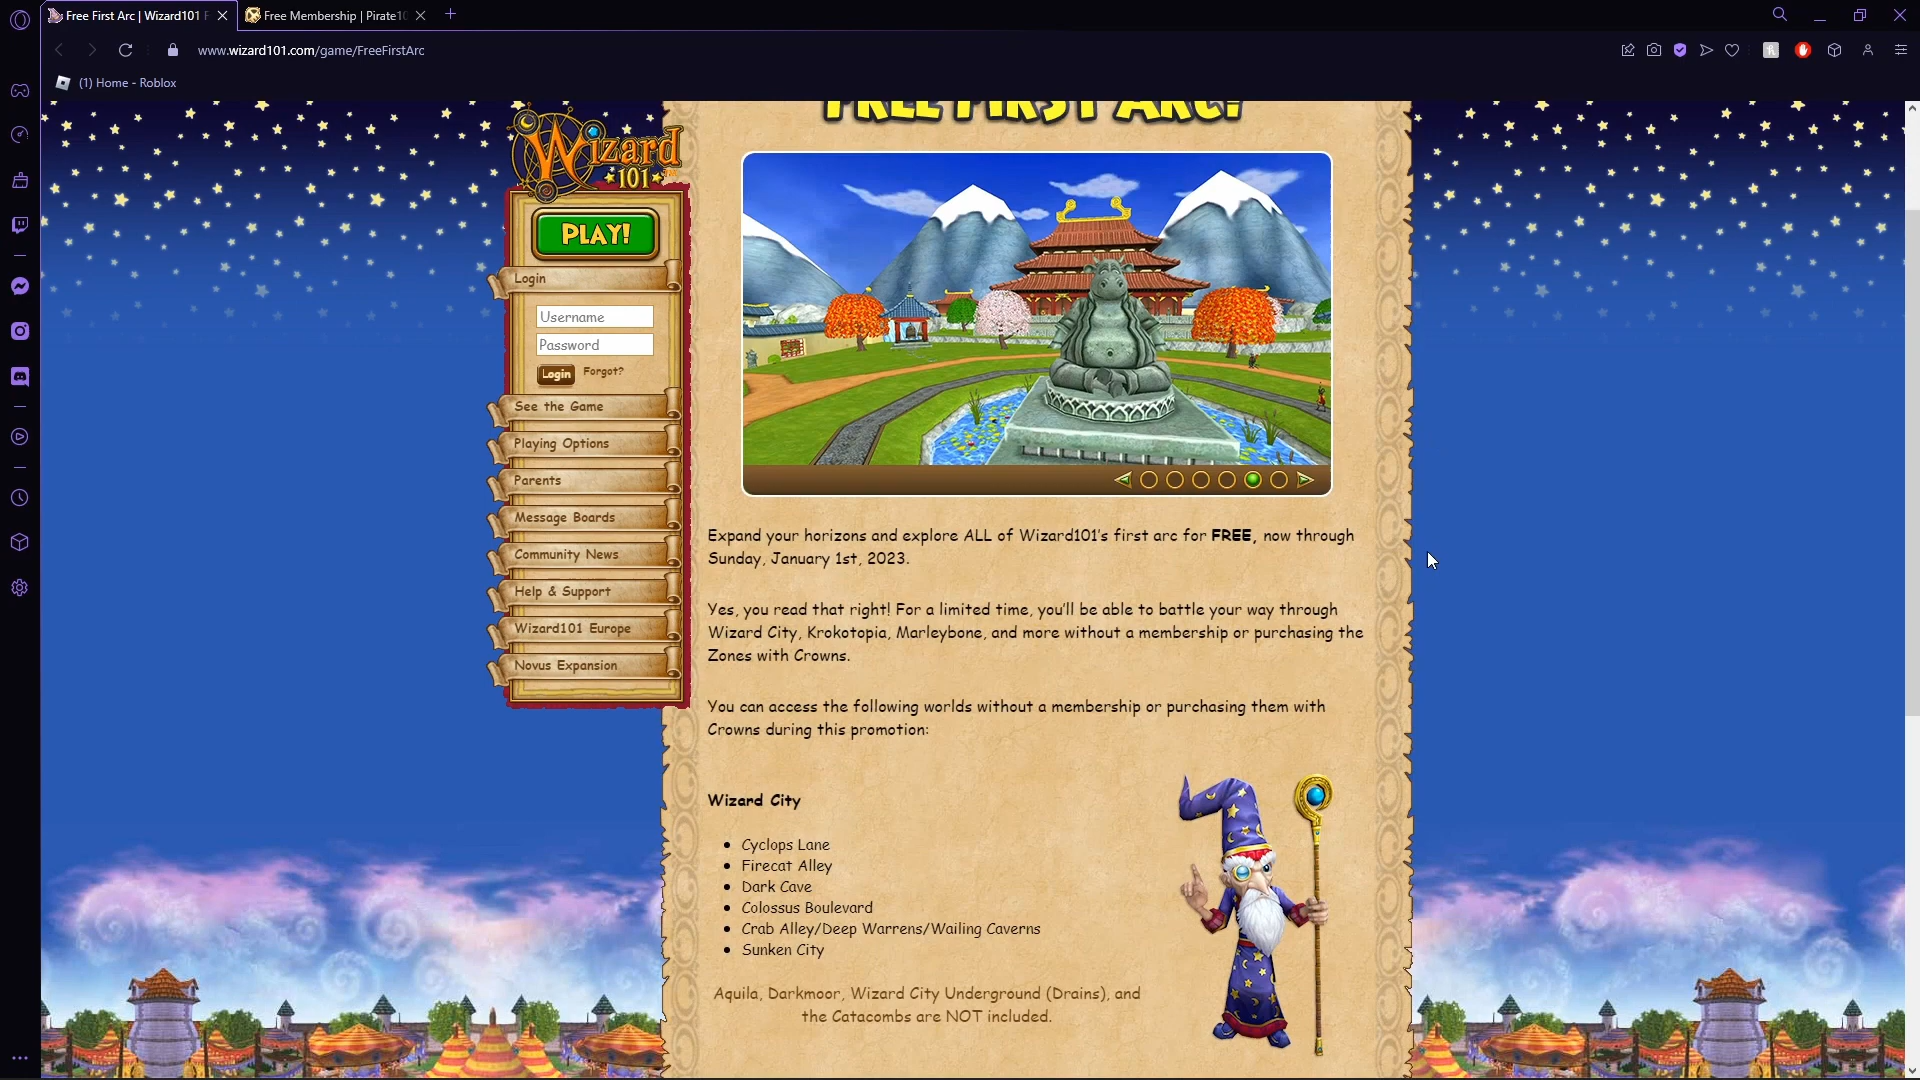 Free First Arc | Wizard101 F
Free Membership | Pirate10
www.wizard101.com/game/FreeFirstArc
(1) Home - Roblox
FREE FIRST ARC!
Wizard
101
PLAY!
Login
Username
Password
Login
Forgot?
See the Game
Playing Options
Parents
Message Boards
Community News
Help & Support
Wizard101 Europe
Novus Expansion
Expand your horizons and explore ALL of Wizard101's first arc for FREE, now through
Sunday, January 1st, 2023.
Yes, you read that right! For a limited time, you'll be able to battle your way through
Wizard City, Krokotopia, Marleybone, and more without a membership or purchasing the
Zones with Crowns.
You can access the following worlds without a membership or purchasing them with
Crowns during this promotion:
Wizard City
• Cyclops Lane
• Firecat Alley
• Dark Cave
• Colossus Boulevard
• Crab Alley/Deep Warrens/Wailing Caverns
• Sunken City
Aquila, Darkmoor, Wizard City Underground (Drains), and
the Catacombs are NOT included.